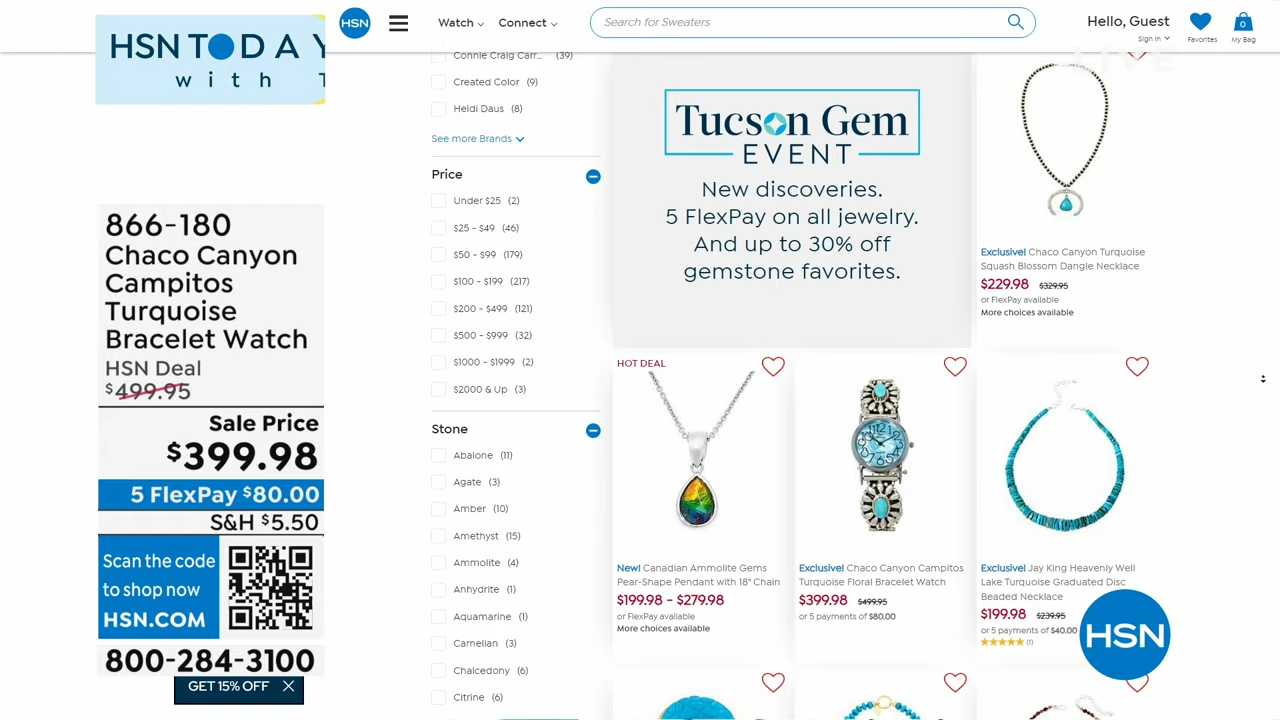 HSN TODAY
with T
866-180
Chaco Canyon
Campitos
Turquoise
Bracelet Watch
HSN Deal
$499.95
Sale Price
$399.98
5 FlexPay $80.00
S&H $5.50
Scan the code
to shop now
HSN.COM
800-284-3100
GET 15% OFF
HSN
Watch
Connect
Search for Sweaters
Hello, Guest
Sign In
Favorites
0
My Bag
LIVE
Connie Craig Carr... (39)
Created Color (9)
Heidi Daus (8)
See more Brands
Price
Under $25 (2)
$25 - $49 (46)
$50 - $99 (179)
$100 - $199 (217)
$200 - $499 (121)
$500 - $999 (32)
$1000 - $1999 (2)
$2000 & Up (3)
Stone
Abalone (11)
Agate (3)
Amber (10)
Amethyst (15)
Ammolite (4)
Anhydrite (1)
Aquamarine (1)
Carnelian (3)
Chalcedony (6)
Citrine (6)
Tucson Gem
EVENT
New discoveries.
5 FlexPay on all jewelry.
And up to 30% off
gemstone favorites.
Exclusive! Chaco Canyon Turquoise
Squash Blossom Dangle Necklace
$229.98 $329.95
or FlexPay available
More choices available
HOT DEAL
New! Canadian Ammolite Gems
Pear-Shape Pendant with 18" Chain
$199.98 - $279.98
or FlexPay available
More choices available
Exclusive! Chaco Canyon Campitos
Turquoise Floral Bracelet Watch
$399.98 $499.95
or 5 payments of $80.00
Exclusive! Jay King Heavenly Well
Lake Turquoise Graduated Disc
Beaded Necklace
$199.98 $239.95
or 5 payments of $40.00
(1)
HSN